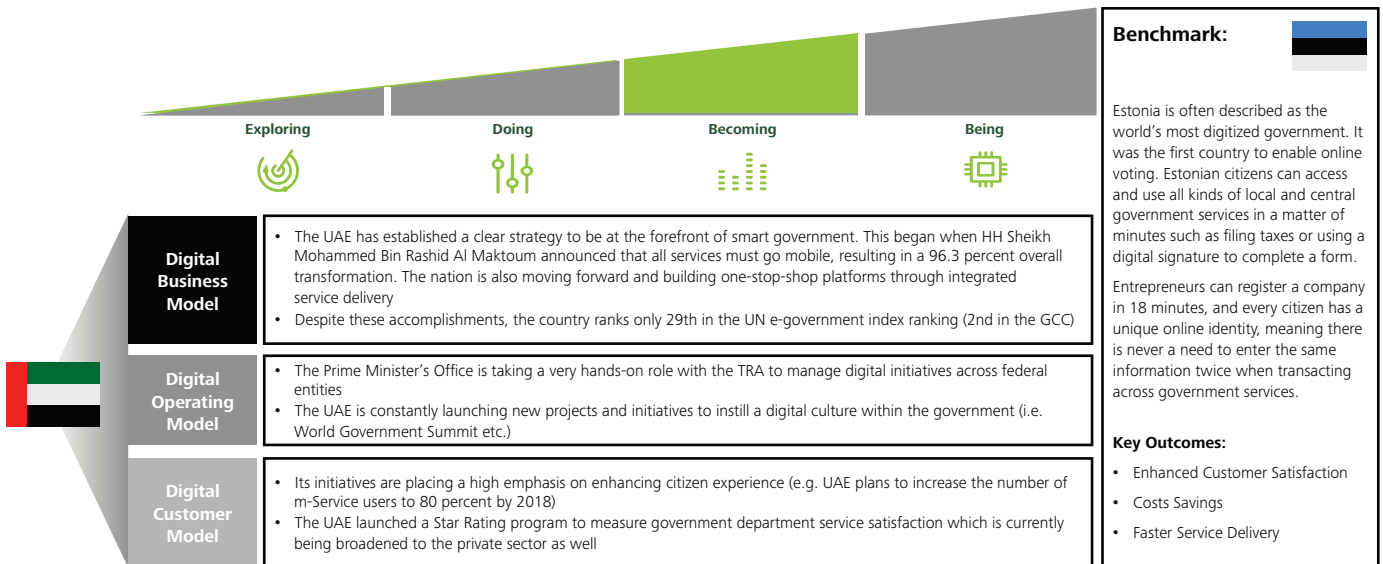 Exploring
Doing
Becoming
Being
Digital
Business
Model
• The UAE has established a clear strategy to be at the forefront of smart government. This began when HH Sheikh
Mohammed Bin Rashid Al Maktoum announced that all services must go mobile, resulting in a 96.3 percent overall
transformation. The nation is also moving forward and building one-stop-shop platforms through integrated
service delivery
• Despite these accomplishments, the country ranks only 29th in the UN e-government index ranking (2nd in the GCC)
Digital
Operating
Model
• The Prime Minister’s Office is taking a very hands-on role with the TRA to manage digital initiatives across federal
entities
• The UAE is constantly launching new projects and initiatives to instill a digital culture within the government (i.e.
World Government Summit etc.)
Digital
Customer
Model
• Its initiatives are placing a high emphasis on enhancing citizen experience (e.g. UAE plans to increase the number of
m-Service users to 80 percent by 2018)
• The UAE launched a Star Rating program to measure government department service satisfaction which is currently
being broadened to the private sector as well
Benchmark:
Estonia is often described as the
world’s most digitized government. It
was the first country to enable online
voting. Estonian citizens can access
and use all kinds of local and central
government services in a matter of
minutes such as filing taxes or using a
digital signature to complete a form.
Entrepreneurs can register a company
in 18 minutes, and every citizen has a
unique online identity, meaning there
is never a need to enter the same
information twice when transacting
across government services.
Key Outcomes:
• Enhanced Customer Satisfaction
• Costs Savings
• Faster Service Delivery